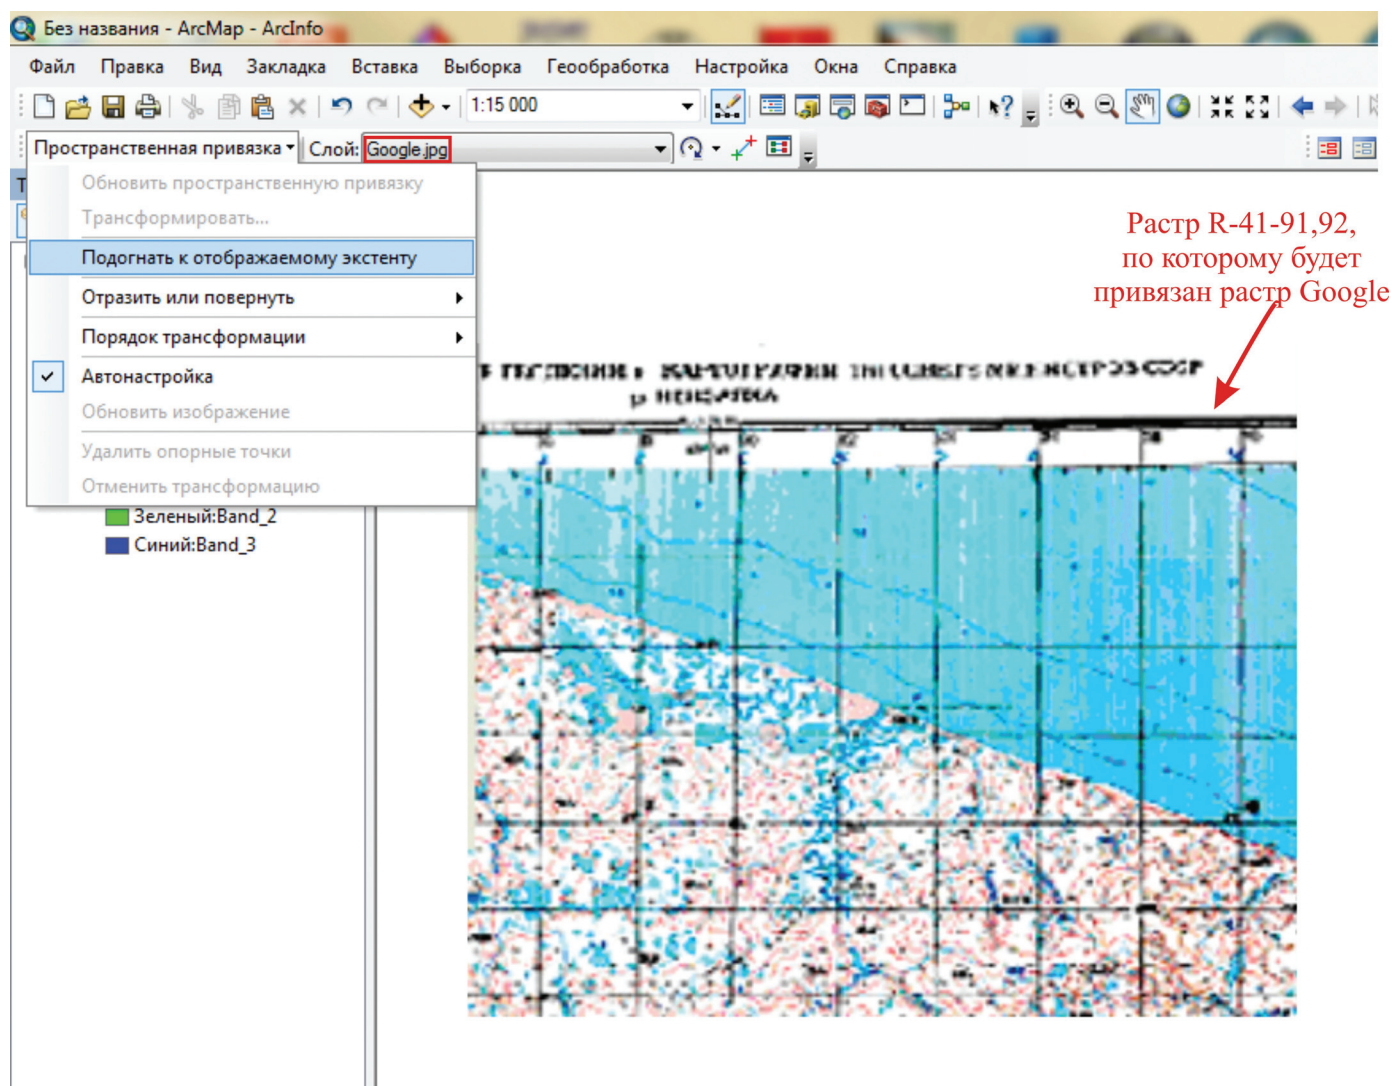 Без названия - ArcMap - ArcInfo
Файл Правка Вид Закладка Вставка Выборка Геообработка Настройка Окна Справка
1:15 000
Пространственная привязка Слой: Google.jpg
Обновить пространственную привязку
Трансформировать...
Подогнать к отображаемому экстенту
Отразить или повернуть
Порядок трансформации
Автонастройка
Обновить изображение
Удалить опорные точки
Отменить трансформацию
Зеленый:Band_2
Синий:Band_3
Растр R-41-91,92,
по которому будет
привязан растр Google